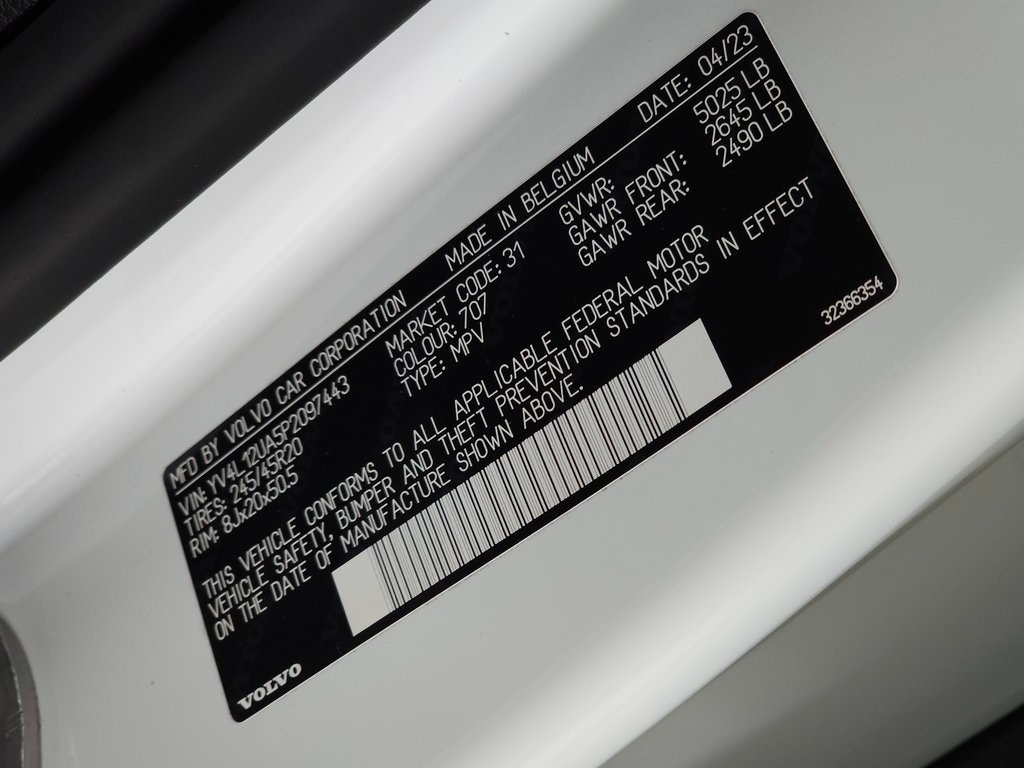 MFD BY VOLVO CAR CORPORATION MADE IN BELGIUM DATE: 04/23
VIN: YV4L12UA5P2097443 MARKET CODE: 31 GVWR: 5025 LB
TIRES: 245/45R20 COLOUR: 707 GAWR FRONT: 2645 LB
RIM: 8Jx20x50.5 TYPE: MPV GAWR REAR: 2490 LB
THIS VEHICLE CONFORMS TO ALL APPLICABLE FEDERAL MOTOR
VEHICLE SAFETY, BUMPER AND THEFT PREVENTION STANDARDS IN EFFECT
ON THE DATE OF MANUFACTURE SHOWN ABOVE.
VOLVO
32366354